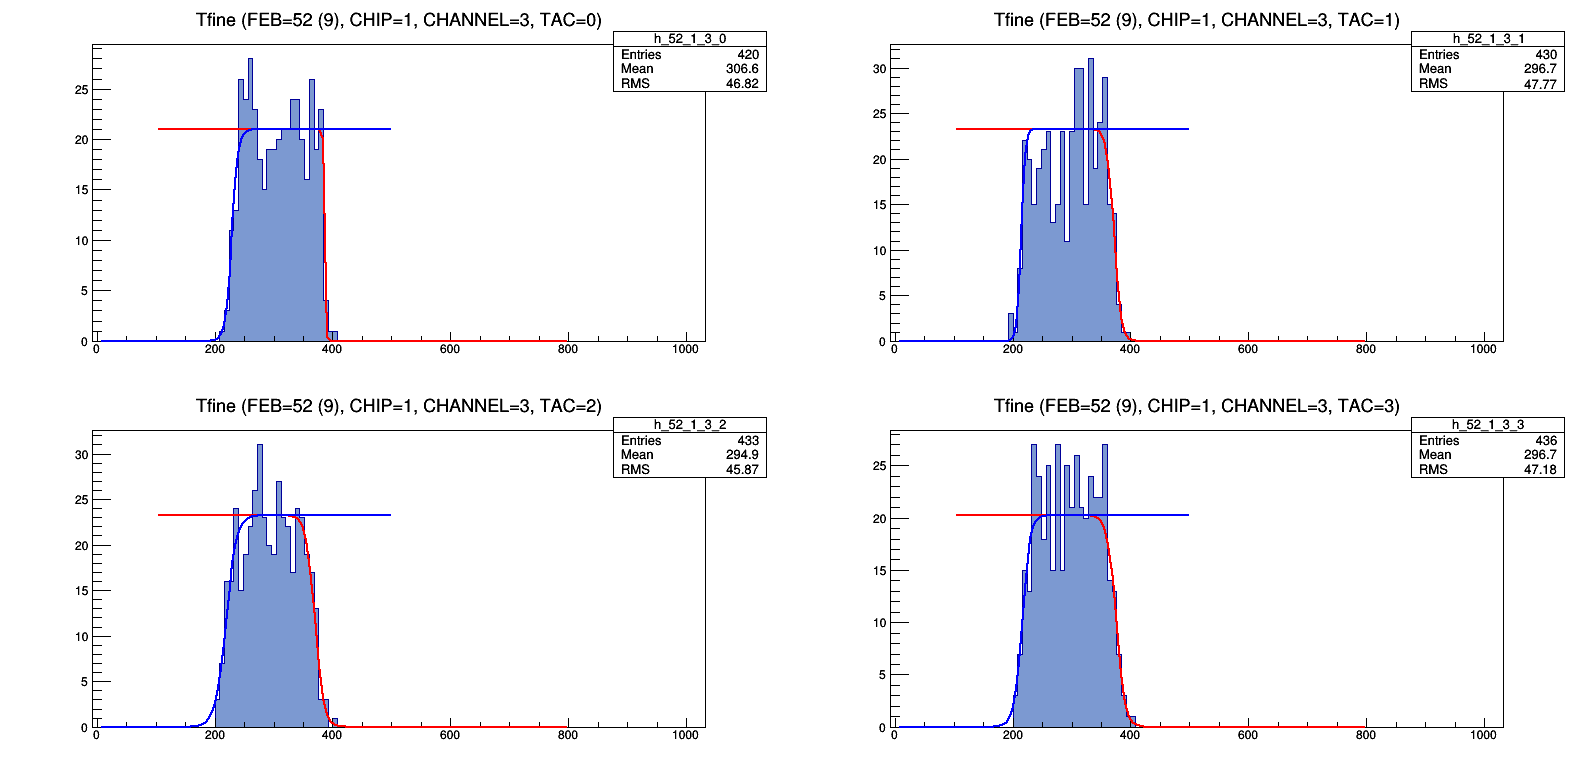 Tfine (FEB=52 (9), CHIP=1, CHANNEL=3, TAC=0)
h_52_1_3_0
Entries 420
Mean 306.6
RMS 46.82
25
20
15
10
5
0
0 200 400 600 800 1000
Tfine (FEB=52 (9), CHIP=1, CHANNEL=3, TAC=1)
h_52_1_3_1
Entries 430
Mean 296.7
RMS 47.77
30
25
20
15
10
5
0
0 200 400 600 800 1000
Tfine (FEB=52 (9), CHIP=1, CHANNEL=3, TAC=2)
h_52_1_3_2
Entries 433
Mean 294.9
RMS 45.87
30
25
20
15
10
5
0
0 200 400 600 800 1000
Tfine (FEB=52 (9), CHIP=1, CHANNEL=3, TAC=3)
h_52_1_3_3
Entries 436
Mean 296.7
RMS 47.18
25
20
15
10
5
0
0 200 400 600 800 1000